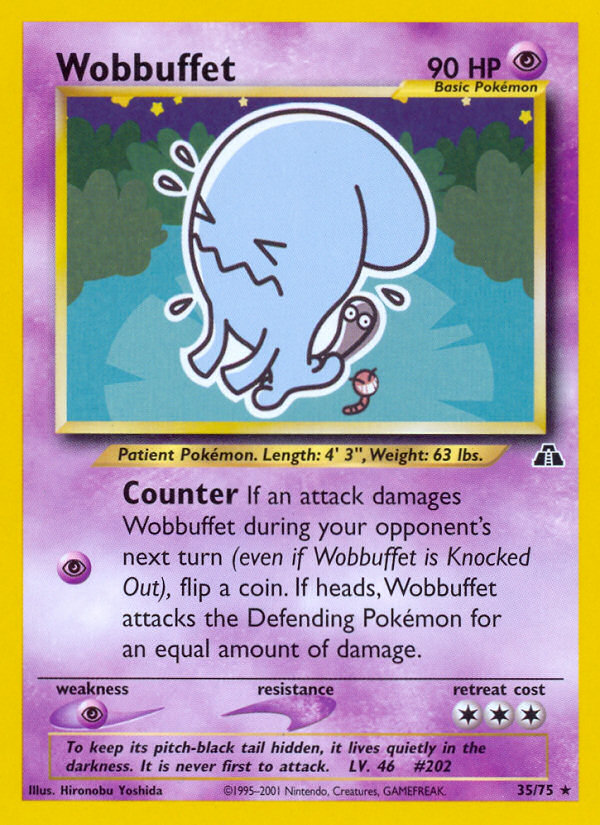 Wobbuffet
90 HP
Basic Pokémon
Patient Pokémon. Length: 4' 3", Weight: 63 lbs.
Counter If an attack damages
Wobbuffet during your opponent's
next turn (even if Wobbuffet is Knocked
Out), flip a coin. If heads, Wobbuffet
attacks the Defending Pokémon for
an equal amount of damage.
weakness resistance retreat cost
To keep its pitch-black tail hidden, it lives quietly in the
darkness. It is never first to attack. LV. 46 #202
Illus. Hironobu Yoshida ©1995-2001 Nintendo, Creatures, GAMEFREAK. 35/75 ★